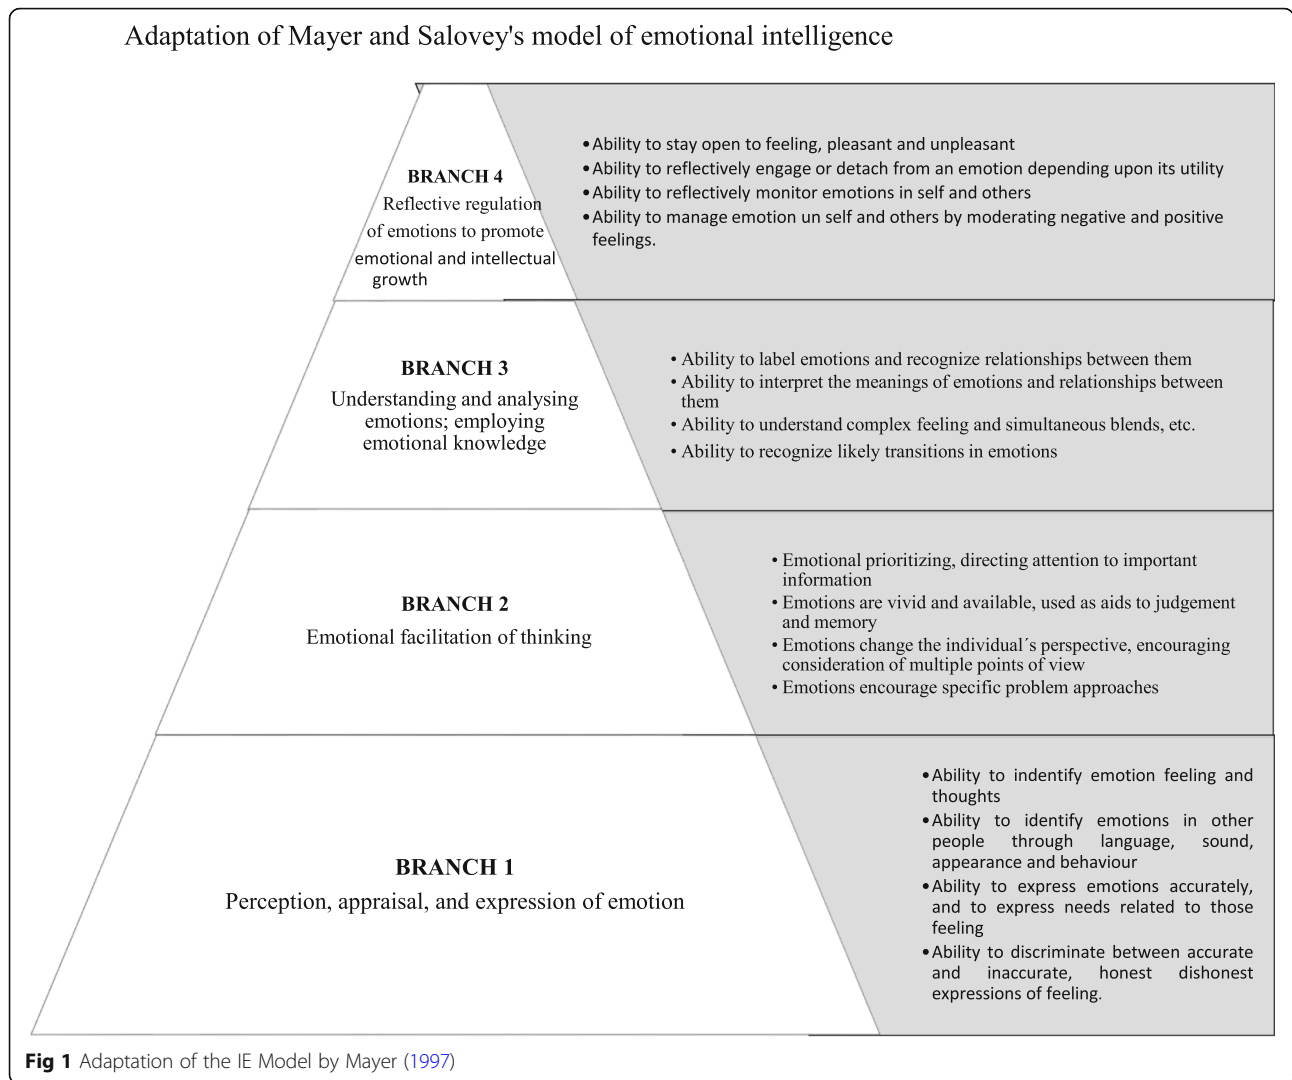 Adaptation of Mayer and Salovey's model of emotional intelligence
BRANCH 4
Reflective regulation
of emotions to promote
emotional and intellectual
growth
•Ability to stay open to feeling, pleasant and unpleasant
•Ability to reflectively engage or detach from an emotion depending upon its utility
•Ability to reflectively monitor emotions in self and others
•Ability to manage emotion un self and others by moderating negative and positive
feelings.
BRANCH 3
Understanding and analysing
emotions; employing
emotional knowledge
• Ability to label emotions and recognize relationships between them
• Ability to interpret the meanings of emotions and relationships between
them
• Ability to understand complex feeling and simultaneous blends, etc.
• Ability to recognize likely transitions in emotions
BRANCH 2
Emotional facilitation of thinking
• Emotional prioritizing, directing attention to important
information
• Emotions are vivid and available, used as aids to judgement
and memory
• Emotions change the individual´s perspective, encouraging
consideration of multiple points of view
• Emotions encourage specific problem approaches
BRANCH 1
Perception, appraisal, and expression of emotion
•Ability to indentify emotion feeling and
thoughts
•Ability to identify emotions in other
people through language, sound,
appearance and behaviour
•Ability to express emotions accurately,
and to express needs related to those
feeling
•Ability to discriminate between accurate
and inaccurate, honest dishonest
expressions of feeling.
Fig 1 Adaptation of the IE Model by Mayer (1997)